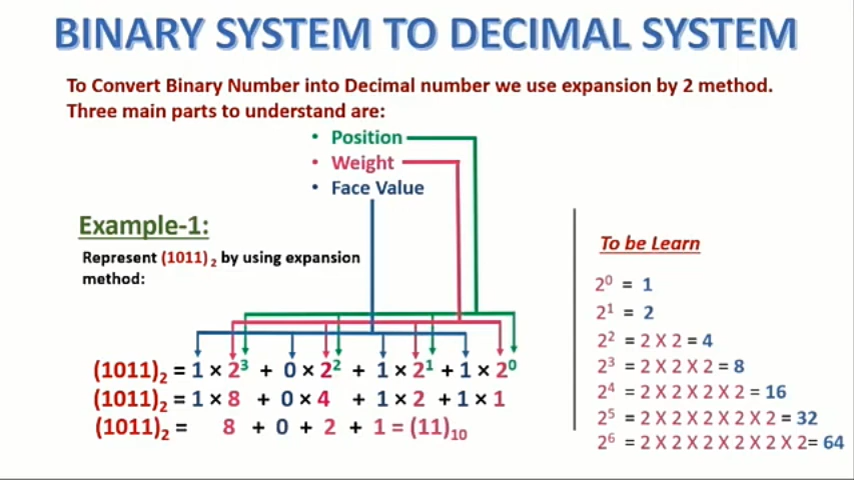 BINARY SYSTEM TO DECIMAL SYSTEM
To Convert Binary Number into Decimal number we use expansion by 2 method.
Three main parts to understand are:
• Position
• Weight
• Face Value
Example-1:
Represent (1011)₂ by using expansion
method:
(1011)₂ = 1 × 2³ + 0 × 2² + 1 × 2¹ + 1 × 2⁰
(1011)₂ = 1 × 8 + 0 × 4 + 1 × 2 + 1 × 1
(1011)₂ = 8 + 0 + 2 + 1 = (11)₁₀
To be Learn
2⁰ = 1
2¹ = 2
2² = 2 X 2 = 4
2³ = 2 X 2 X 2 = 8
2⁴ = 2 X 2 X 2 X 2 = 16
2⁵ = 2 X 2 X 2 X 2 X 2 = 32
2⁶ = 2 X 2 X 2 X 2 X 2 X 2= 64